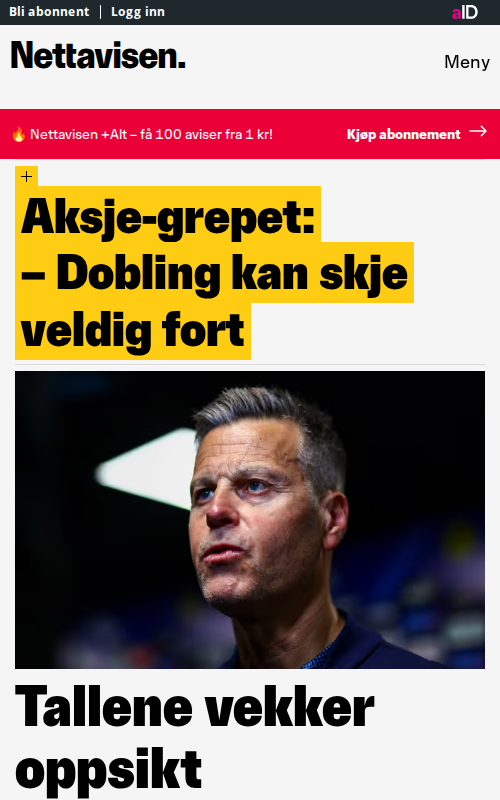 Bli abonnent | Logg inn
aID
Nettavisen.
Meny
🔥 Nettavisen +Alt – få 100 aviser fra 1 kr!
Kjøp abonnement →
+
Aksje-grepet:
– Dobling kan skje
veldig fort
Tallene vekker
oppsikt